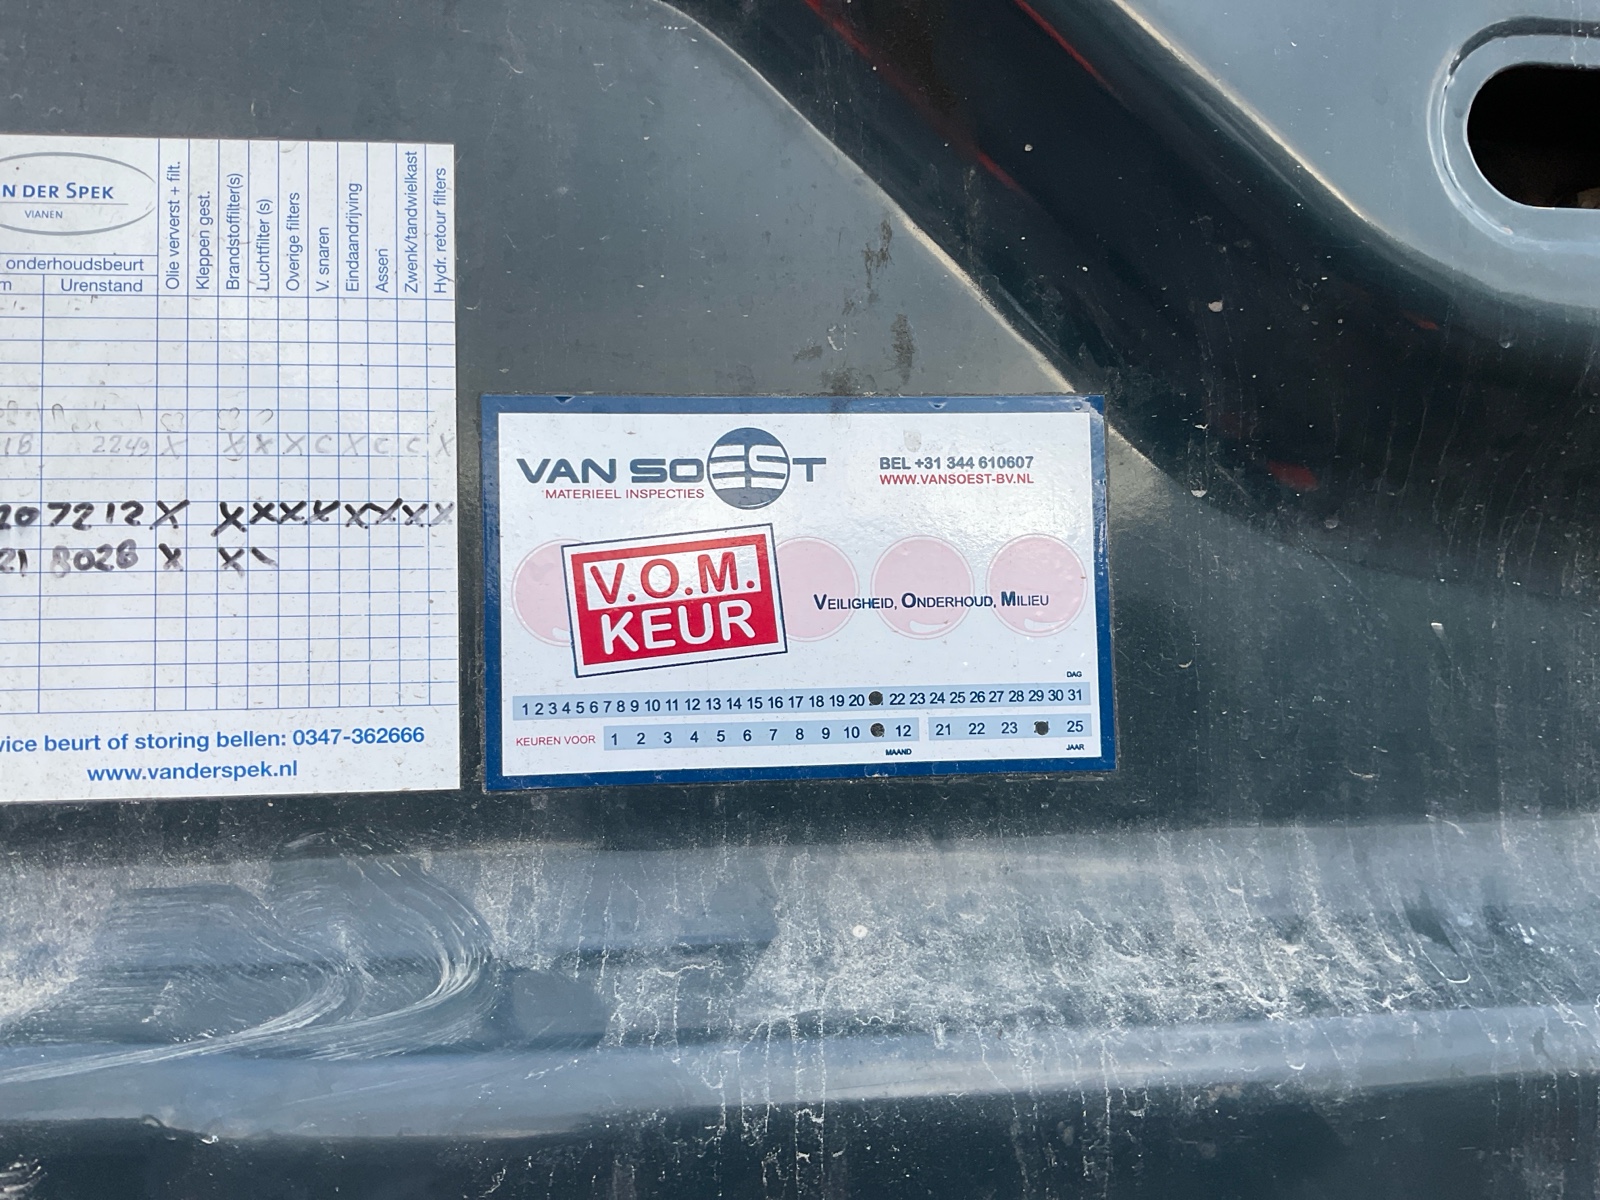 N DER SPEK
VIANEN
onderhoudsbeurt
m
Urenstand
Olie ververst + filt.
Kleppen gest.
Brandstoffilter(s)
Luchtfilter (s)
Overige filters
V. snaren
Eindaandrijving
Assen
Zwenk/tandwielkast
Hydr. retour filters
18 2249 X X X X C X C C X
20 7212 X X X X X X X X X
21 8026 X X
vice beurt of storing bellen: 0347-362666
www.vanderspek.nl
VAN SOEST
MATERIEEL INSPECTIES
BEL +31 344 610607
WWW.VANSOEST-BV.NL
V.O.M.
KEUR
VEILIGHEID, ONDERHOUD, MILIEU
DAG
1 2 3 4 5 6 7 8 9 10 11 12 13 14 15 16 17 18 19 20 22 23 24 25 26 27 28 29 30 31
KEUREN VOOR 1 2 3 4 5 6 7 8 9 10 12 21 22 23 25
MAAND
JAAR